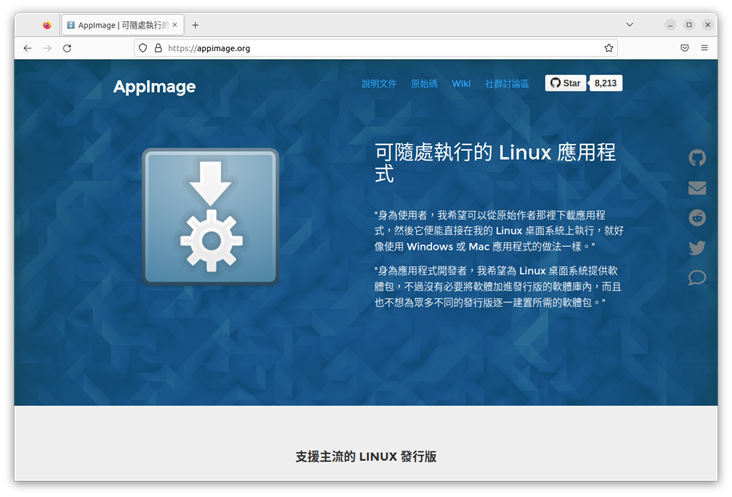 AppImage | 可隨處執行的
https://appimage.org
AppImage
說明文件 原始碼 Wiki 社群討論區 Star 8,213
可隨處執行的 Linux 應用程
式
"身為使用者，我希望可以從原始作者那裡下載應用程
式，然後它便能直接在我的 Linux 桌面系統上執行，就好
像使用 Windows 或 Mac 應用程式的做法一樣。"
"身為應用程式開發者，我希望為 Linux 桌面系統提供軟
體包，不過沒有必要將軟體加進發行版的軟體庫內，而且
也不想為眾多不同的發行版逐一建置所需的軟體包。"
支援主流的 LINUX 發行版